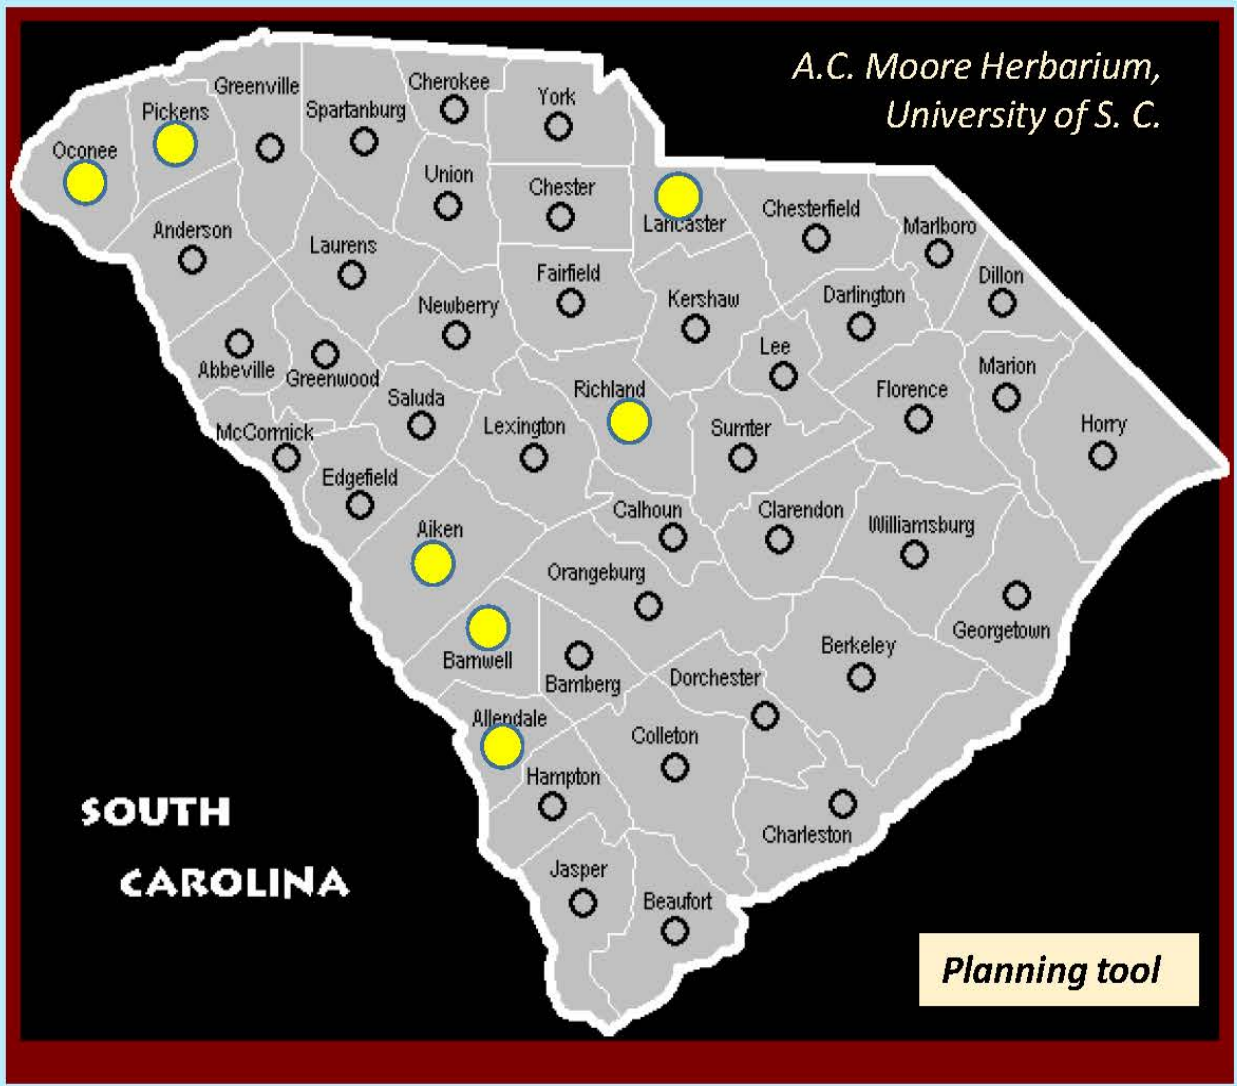 A.C. Moore Herbarium,
University of S. C.
Greenville
Cherokee
York
Pickens
Spartanburg
Oconee
Union
Chester
Lancaster
Chesterfield
Marlboro
Anderson
Laurens
Fairfield
Dillon
Newberry
Kershaw
Darlington
Lee
Abbeville
Greenwood
Marion
Saluda
Richland
Florence
McCormick
Lexington
Sumter
Horry
Edgefield
Aiken
Calhoun
Clarendon
Williamsburg
Orangeburg
Georgetown
Barnwell
Bamberg
Dorchester
Berkeley
Allendale
Colleton
Hampton
Charleston
SOUTH
CAROLINA
Jasper
Beaufort
Planning tool